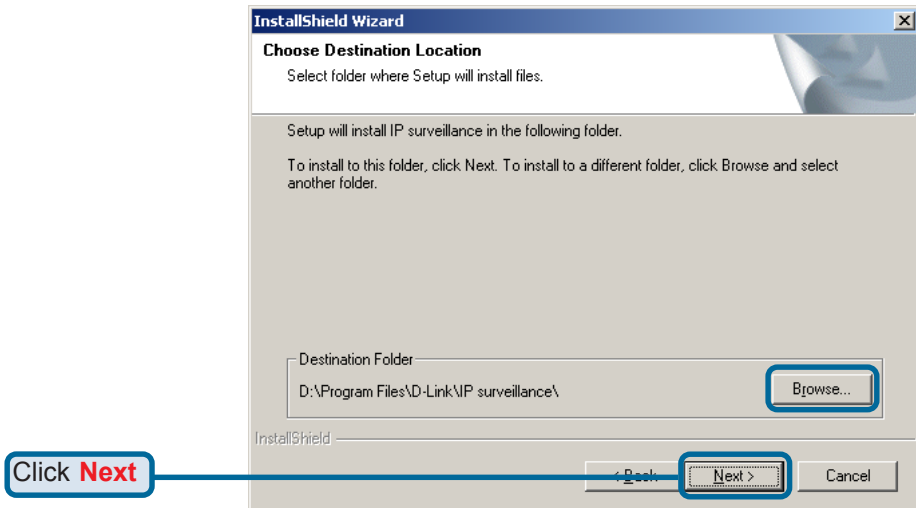 InstallShield Wizard
Choose Destination Location
Select folder where Setup will install files.
Setup will install IP surveillance in the following folder.
To install to this folder, click Next. To install to a different folder, click Browse and select
another folder.
Destination Folder
D:\Program Files\D-Link\IP surveillance\
Browse...
InstallShield
Click Next
< Back
Next >
Cancel